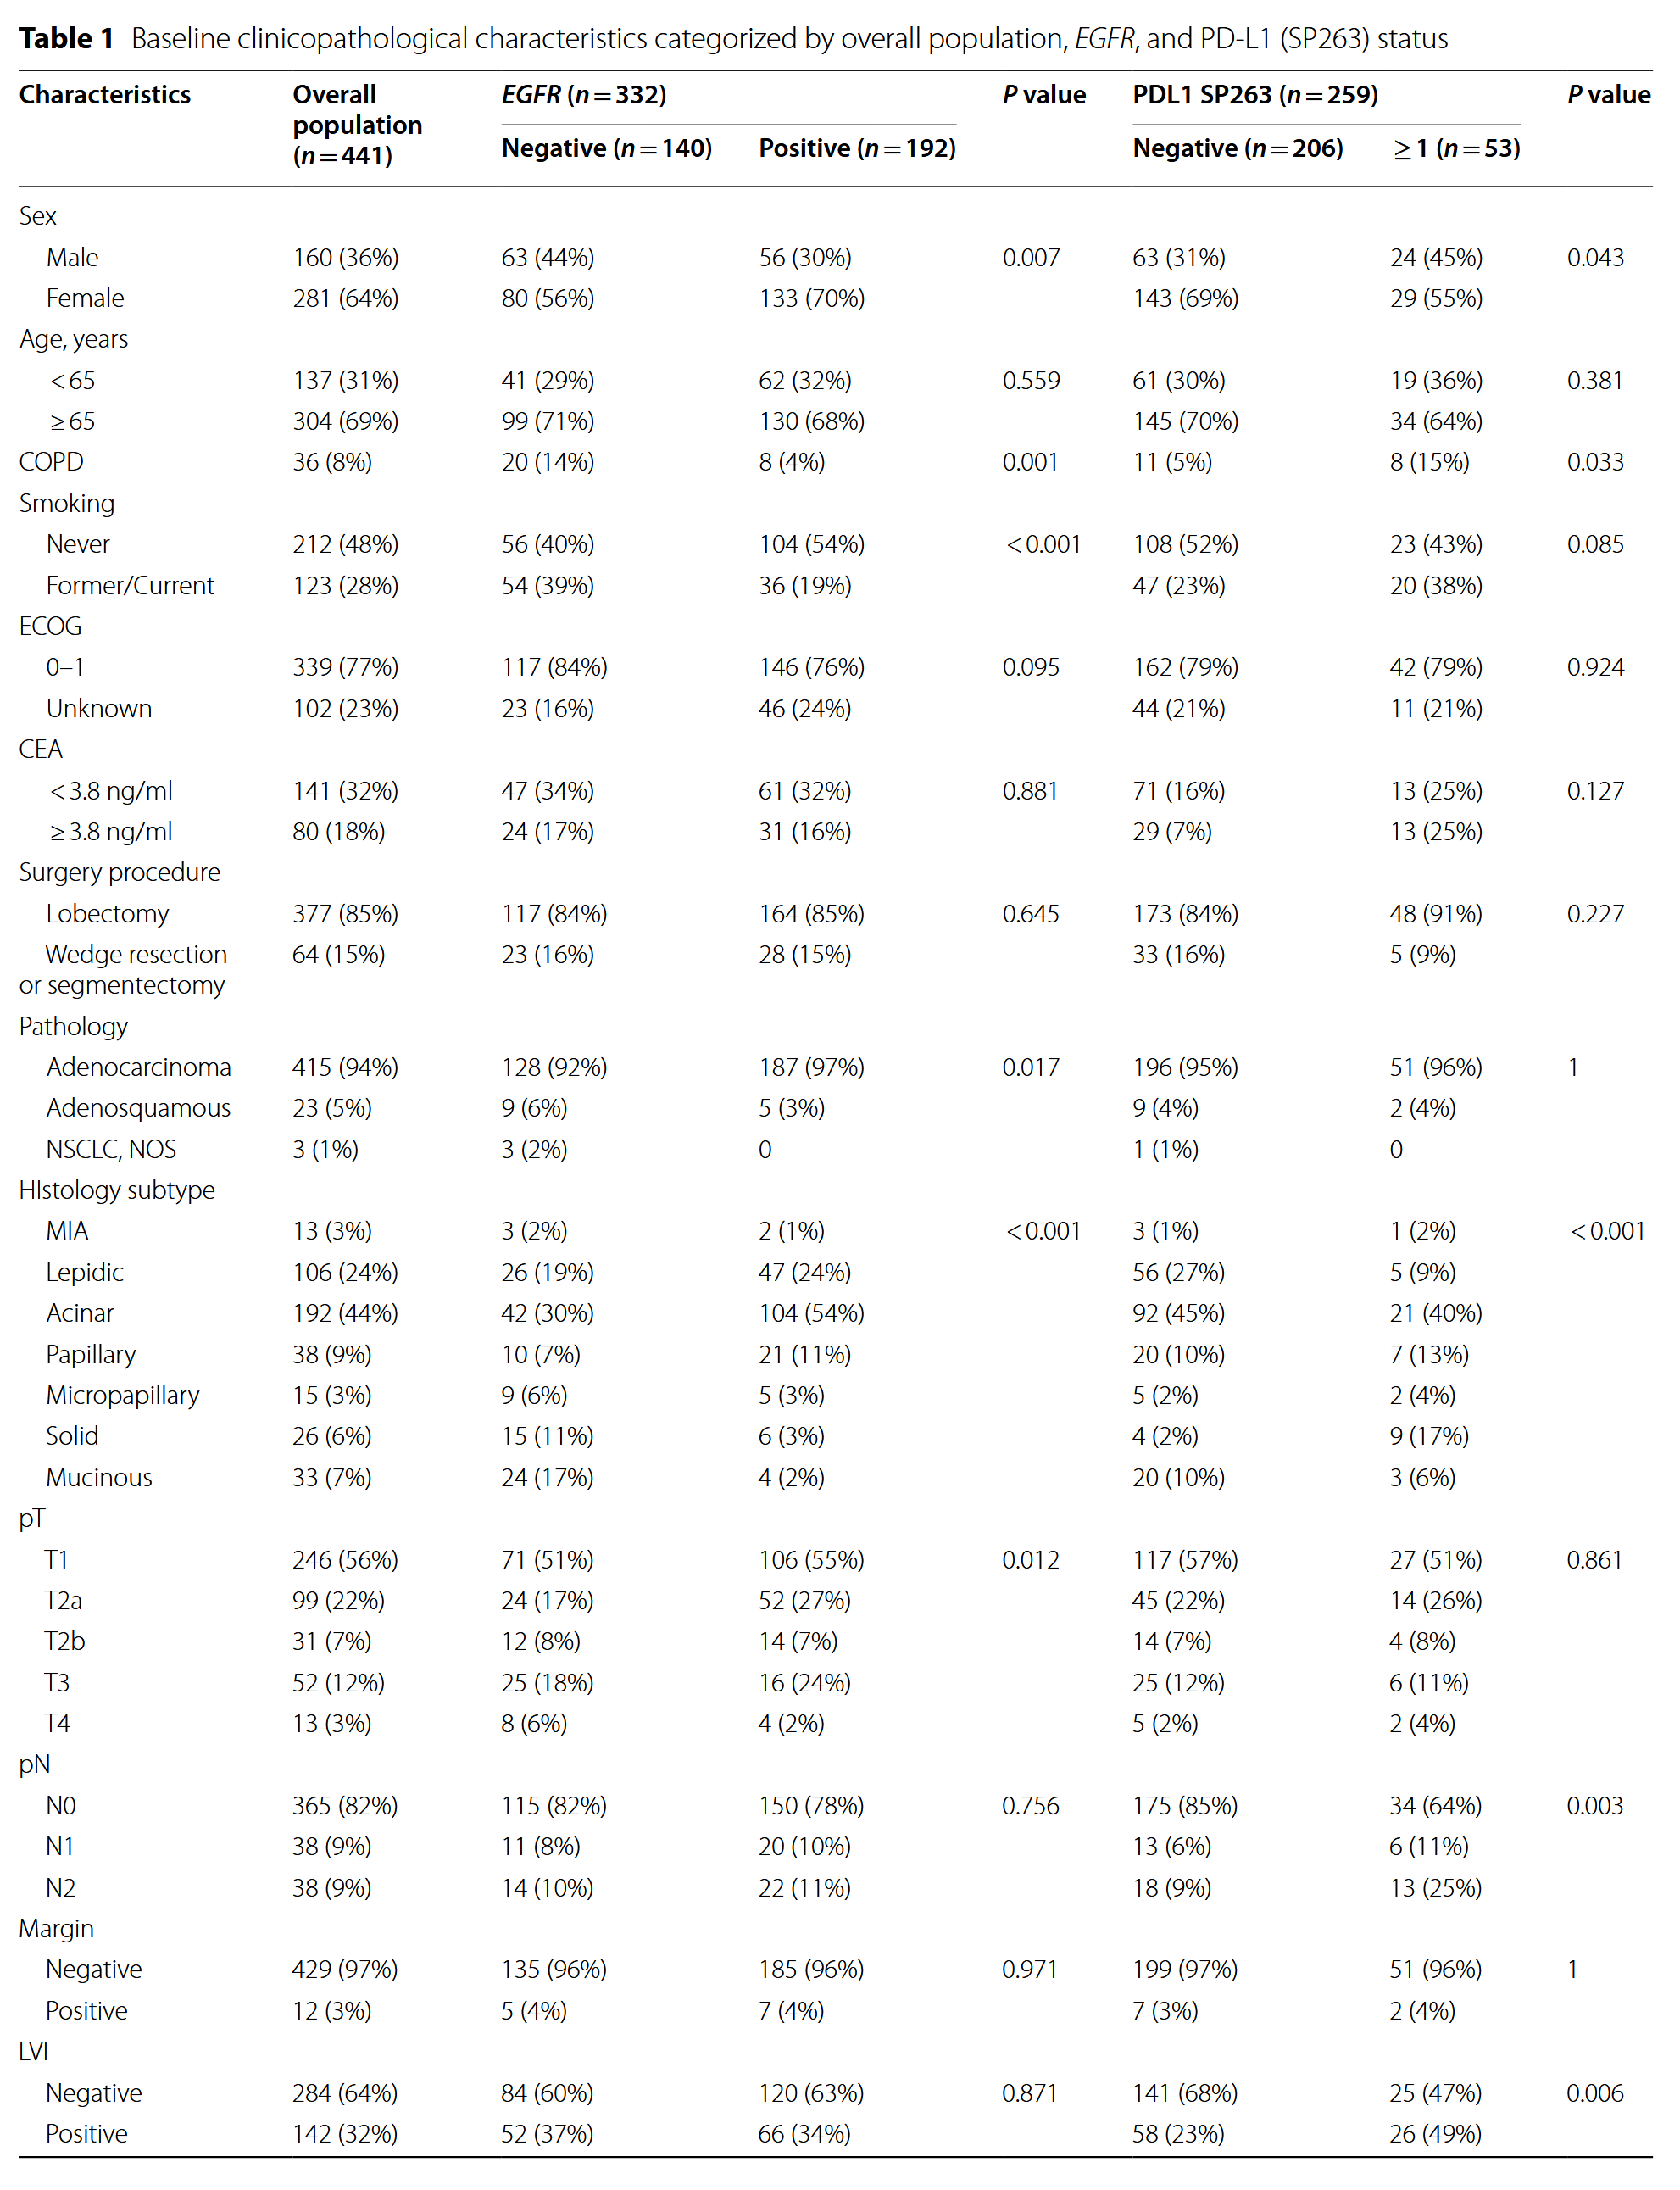 Table 1 Baseline clinicopathological characteristics categorized by overall population, EGFR, and PD-L1 (SP263) status
Characteristics Overall population (n = 441) EGFR (n = 332) P value PDL1 SP263 (n = 259) P value
Negative (n = 140) Positive (n = 192) Negative (n = 206) ≥ 1 (n = 53)
Sex
Male 160 (36%) 63 (44%) 56 (30%) 0.007 63 (31%) 24 (45%) 0.043
Female 281 (64%) 80 (56%) 133 (70%) 143 (69%) 29 (55%)
Age, years
< 65 137 (31%) 41 (29%) 62 (32%) 0.559 61 (30%) 19 (36%) 0.381
≥ 65 304 (69%) 99 (71%) 130 (68%) 145 (70%) 34 (64%)
COPD 36 (8%) 20 (14%) 8 (4%) 0.001 11 (5%) 8 (15%) 0.033
Smoking
Never 212 (48%) 56 (40%) 104 (54%) < 0.001 108 (52%) 23 (43%) 0.085
Former/Current 123 (28%) 54 (39%) 36 (19%) 47 (23%) 20 (38%)
ECOG
0–1 339 (77%) 117 (84%) 146 (76%) 0.095 162 (79%) 42 (79%) 0.924
Unknown 102 (23%) 23 (16%) 46 (24%) 44 (21%) 11 (21%)
CEA
< 3.8 ng/ml 141 (32%) 47 (34%) 61 (32%) 0.881 71 (16%) 13 (25%) 0.127
≥ 3.8 ng/ml 80 (18%) 24 (17%) 31 (16%) 29 (7%) 13 (25%)
Surgery procedure
Lobectomy 377 (85%) 117 (84%) 164 (85%) 0.645 173 (84%) 48 (91%) 0.227
Wedge resection 64 (15%) 23 (16%) 28 (15%) 33 (16%) 5 (9%)
or segmentectomy
Pathology
Adenocarcinoma 415 (94%) 128 (92%) 187 (97%) 0.017 196 (95%) 51 (96%) 1
Adenosquamous 23 (5%) 9 (6%) 5 (3%) 9 (4%) 2 (4%)
NSCLC, NOS 3 (1%) 3 (2%) 0 1 (1%) 0
HIstology subtype
MIA 13 (3%) 3 (2%) 2 (1%) < 0.001 3 (1%) 1 (2%) < 0.001
Lepidic 106 (24%) 26 (19%) 47 (24%) 56 (27%) 5 (9%)
Acinar 192 (44%) 42 (30%) 104 (54%) 92 (45%) 21 (40%)
Papillary 38 (9%) 10 (7%) 21 (11%) 20 (10%) 7 (13%)
Micropapillary 15 (3%) 9 (6%) 5 (3%) 5 (2%) 2 (4%)
Solid 26 (6%) 15 (11%) 6 (3%) 4 (2%) 9 (17%)
Mucinous 33 (7%) 24 (17%) 4 (2%) 20 (10%) 3 (6%)
pT
T1 246 (56%) 71 (51%) 106 (55%) 0.012 117 (57%) 27 (51%) 0.861
T2a 99 (22%) 24 (17%) 52 (27%) 45 (22%) 14 (26%)
T2b 31 (7%) 12 (8%) 14 (7%) 14 (7%) 4 (8%)
T3 52 (12%) 25 (18%) 16 (24%) 25 (12%) 6 (11%)
T4 13 (3%) 8 (6%) 4 (2%) 5 (2%) 2 (4%)
pN
N0 365 (82%) 115 (82%) 150 (78%) 0.756 175 (85%) 34 (64%) 0.003
N1 38 (9%) 11 (8%) 20 (10%) 13 (6%) 6 (11%)
N2 38 (9%) 14 (10%) 22 (11%) 18 (9%) 13 (25%)
Margin
Negative 429 (97%) 135 (96%) 185 (96%) 0.971 199 (97%) 51 (96%) 1
Positive 12 (3%) 5 (4%) 7 (4%) 7 (3%) 2 (4%)
LVI
Negative 284 (64%) 84 (60%) 120 (63%) 0.871 141 (68%) 25 (47%) 0.006
Positive 142 (32%) 52 (37%) 66 (34%) 58 (23%) 26 (49%)